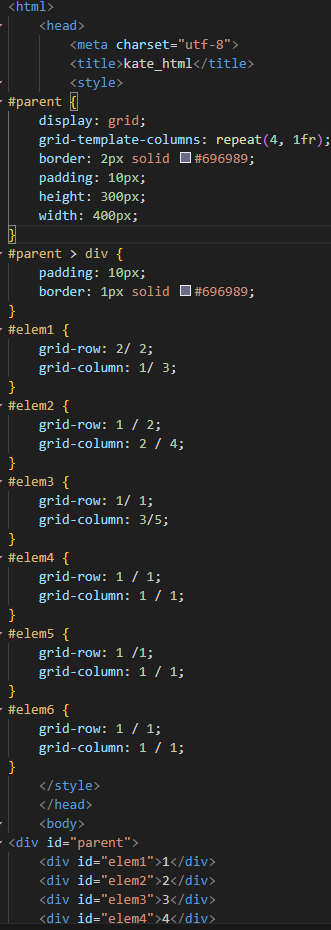 <html>
<head>
<meta charset="utf-8">
<title>kate_html</title>
<style>
#parent {
display: grid;
grid-template-columns: repeat(4, 1fr);
border: 2px solid #696989;
padding: 10px;
height: 300px;
width: 400px;
}
#parent > div {
padding: 10px;
border: 1px solid #696989;
}
#elem1 {
grid-row: 2/ 2;
grid-column: 1/ 3;
}
#elem2 {
grid-row: 1 / 2;
grid-column: 2 / 4;
}
#elem3 {
grid-row: 1/ 1;
grid-column: 3/5;
}
#elem4 {
grid-row: 1 / 1;
grid-column: 1 / 1;
}
#elem5 {
grid-row: 1 /1;
grid-column: 1 / 1;
}
#elem6 {
grid-row: 1 / 1;
grid-column: 1 / 1;
}
</style>
</head>
<body>
<div id="parent">
<div id="elem1">1</div>
<div id="elem2">2</div>
<div id="elem3">3</div>
<div id="elem4">4</div>